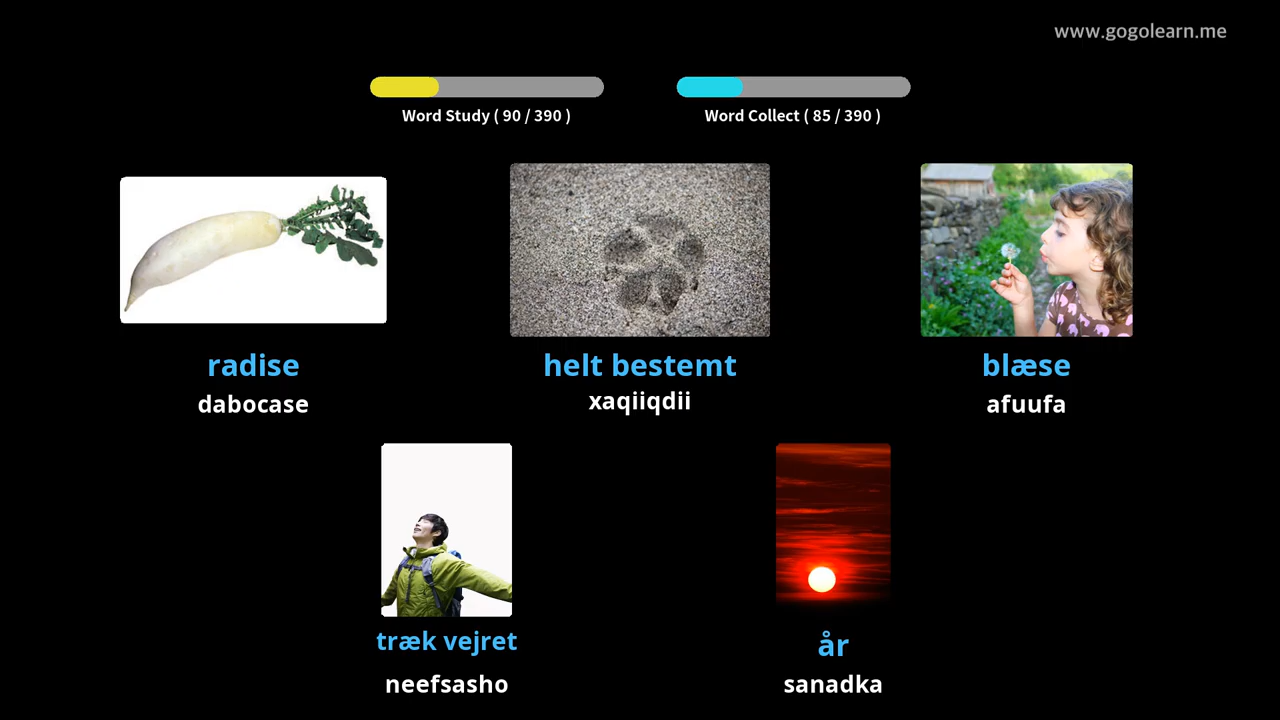 www.gogolearn.me
Word Study ( 90 / 390 )
Word Collect ( 85 / 390 )
radise
dabocase
helt bestemt
xaqiiqdii
blæse
afuufa
træk vejret
neefsasho
år
sanadka